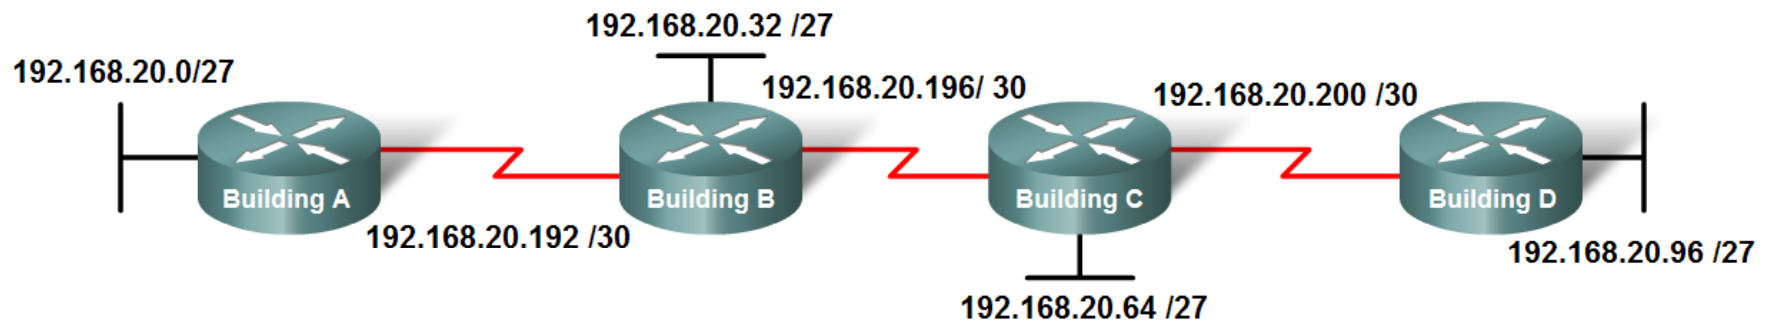 192.168.20.32 /27
192.168.20.0/27
192.168.20.196/ 30
192.168.20.200 /30
Building A
Building B
Building C
Building D
192.168.20.192 /30
192.168.20.96 /27
192.168.20.64 /27